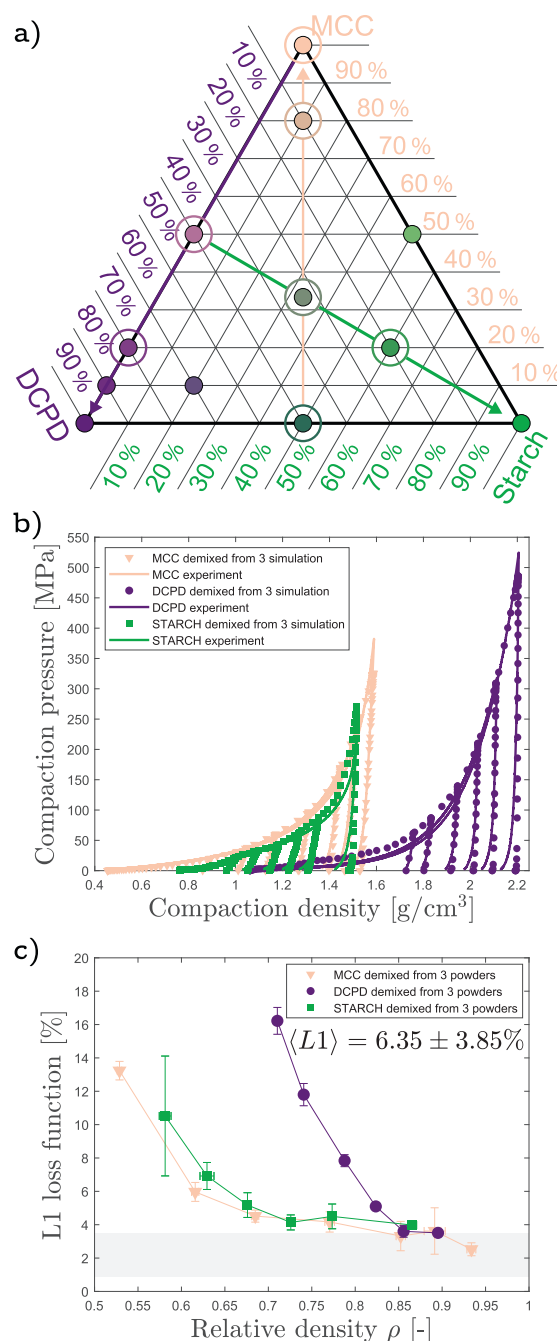 a)
MCC
10 %
20 %
30 %
40 %
50 %
60 %
70 %
80 %
90 %
90 %
80 %
70 %
60 %
50 %
40 %
30 %
20 %
10 %
DCPD
Starch
10 %
20 %
30 %
40 %
50 %
60 %
70 %
80 %
90 %
b)
Compaction pressure [MPa]
550
500
450
400
350
300
250
200
150
100
50
0
MCC demixed from 3 simulation
MCC experiment
DCPD demixed from 3 simulation
DCPD experiment
STARCH demixed from 3 simulation
STARCH experiment
0.4 0.6 0.8 1 1.2 1.4 1.6 1.8 2 2.2
Compaction density [g/cm³]
c)
L1 loss function [%]
20
18
16
14
12
10
8
6
4
2
0
MCC demixed from 3 powders
DCPD demixed from 3 powders
STARCH demixed from 3 powders
⟨L1⟩ = 6.35 ± 3.85%
0.5 0.55 0.6 0.65 0.7 0.75 0.8 0.85 0.9 0.95 1
Relative density ρ [-]